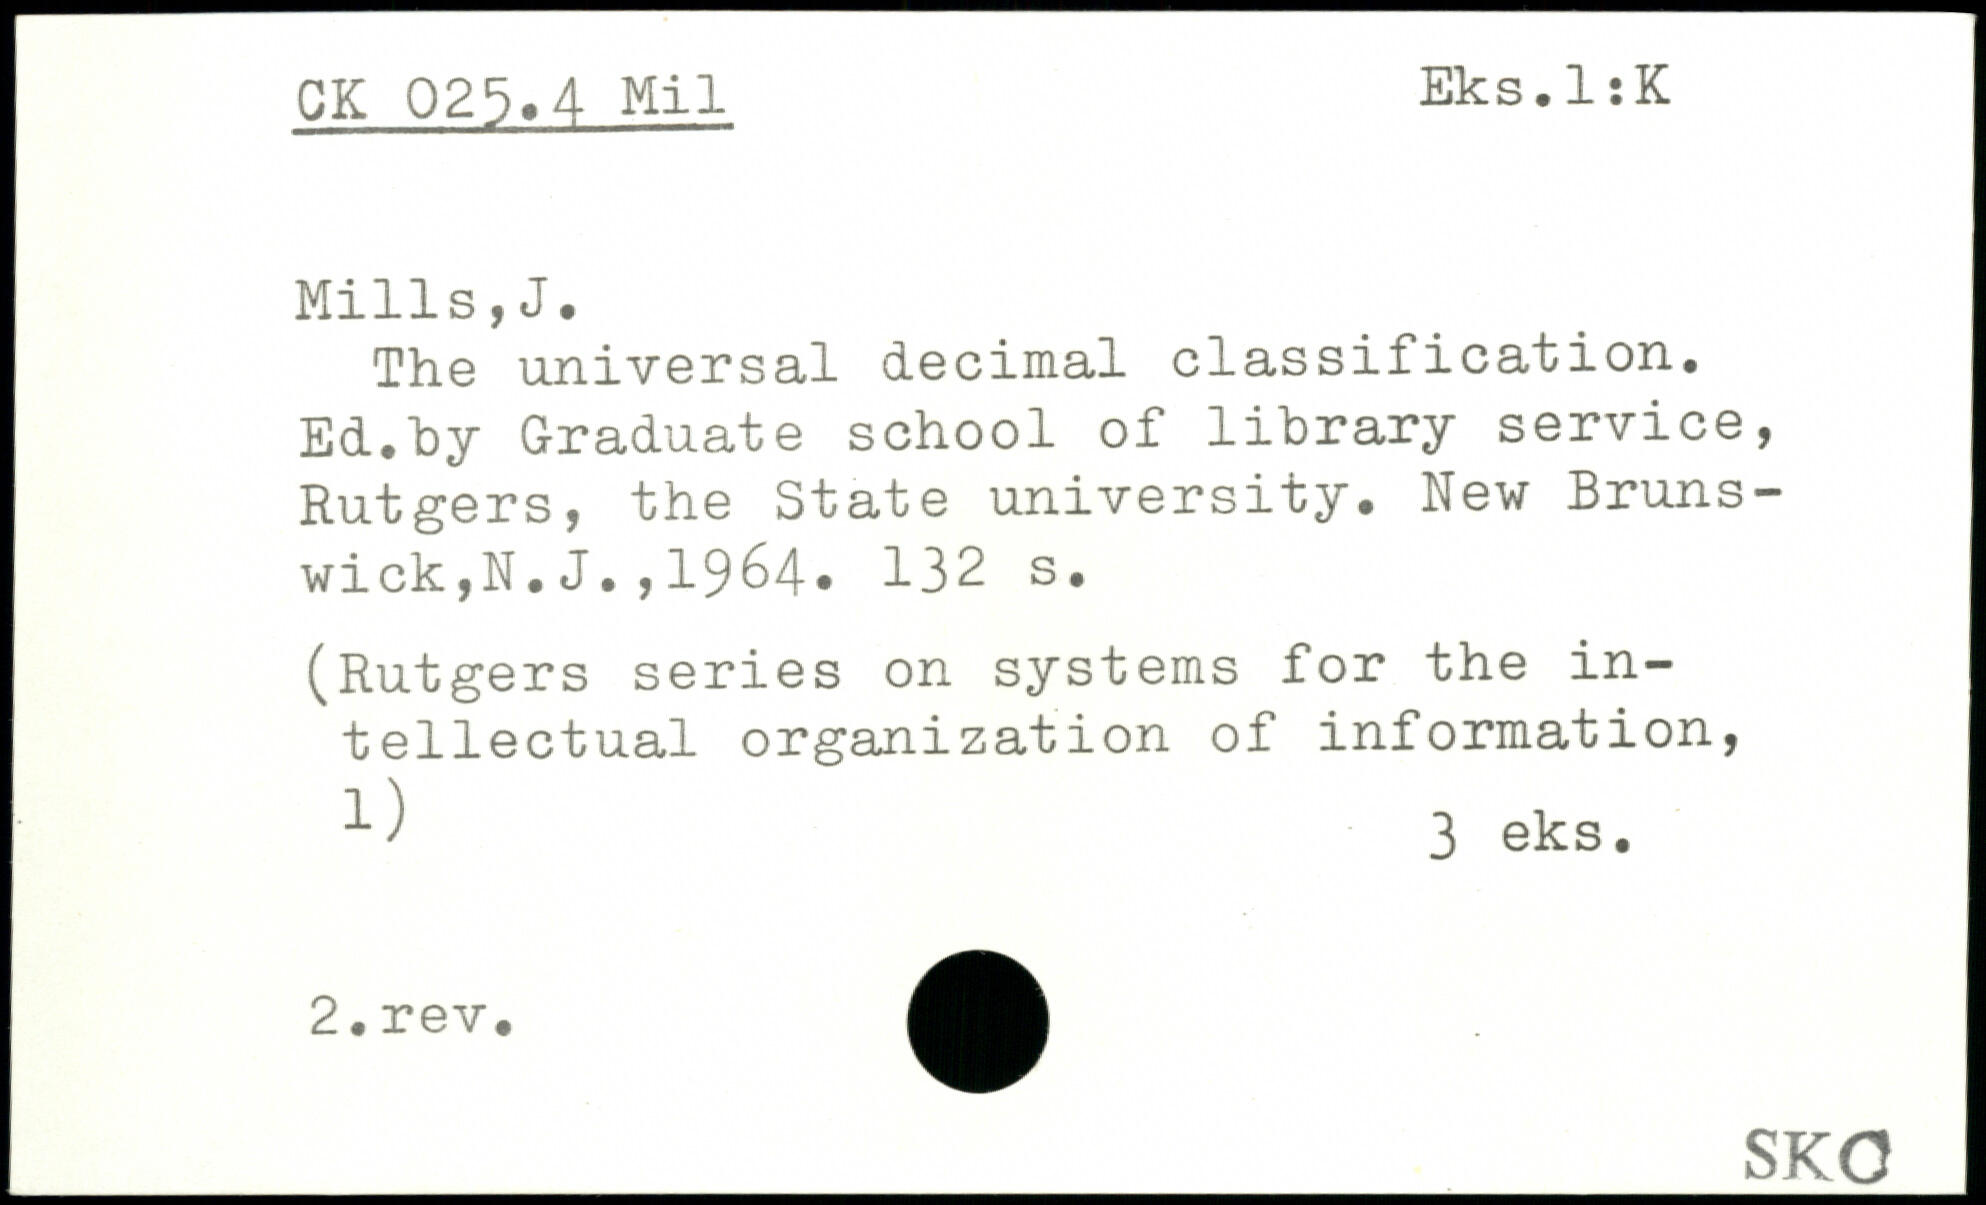 CK 025.4 Mil
Eks.1:K
Mills,J.
The universal decimal classification.
Ed.by Graduate school of library service,
Rutgers, the State university. New Bruns-
wick,N.J.,1964. 132 s.
(Rutgers series on systems for the in-
tellectual organization of information,
1)
3 eks.
2.rev.
SKO